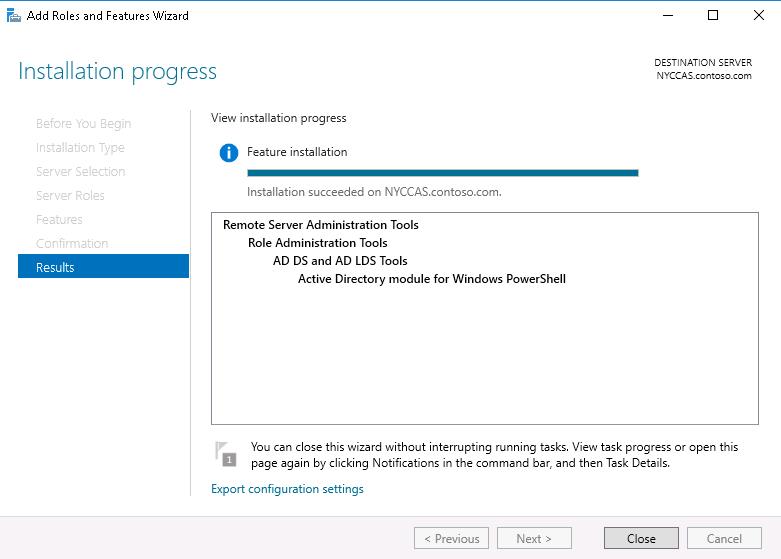 Add Roles and Features Wizard
Installation progress
DESTINATION SERVER
NYCCAS.contoso.com
Before You Begin
Installation Type
Server Selection
Server Roles
Features
Confirmation
Results
View installation progress
Feature installation
Installation succeeded on NYCCAS.contoso.com.
Remote Server Administration Tools
Role Administration Tools
AD DS and AD LDS Tools
Active Directory module for Windows PowerShell
1
You can close this wizard without interrupting running tasks. View task progress or open this
page again by clicking Notifications in the command bar, and then Task Details.
Export configuration settings
< Previous
Next >
Close
Cancel